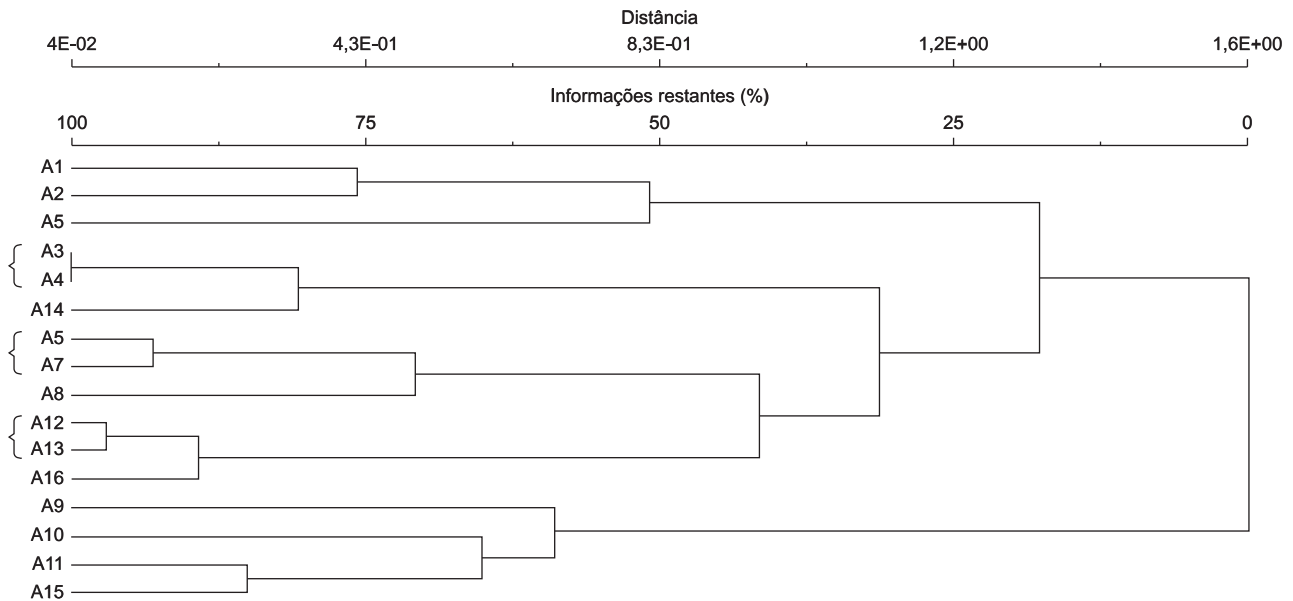 Distância
4E-02 4,3E-01 8,3E-01 1,2E+00 1,6E+00
Informações restantes (%)
100 75 50 25 0
A1
A2
A5
A3
A4
A14
A5
A7
A8
A12
A13
A16
A9
A10
A11
A15